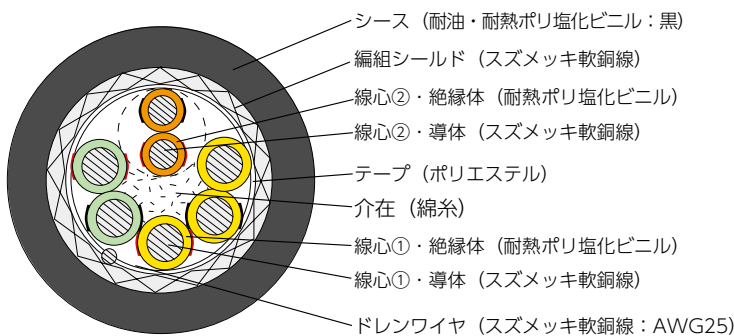 シース（耐油・耐熱ポリ塩化ビニル：黒）
編組シールド（スズメッキ軟銅線）
線心②・絶縁体（耐熱ポリ塩化ビニル）
線心②・導体（スズメッキ軟銅線）
テープ（ポリエステル）
介在（綿糸）
線心①・絶縁体（耐熱ポリ塩化ビニル）
線心①・導体（スズメッキ軟銅線）
ドレンワイヤ（スズメッキ軟銅線：AWG25）